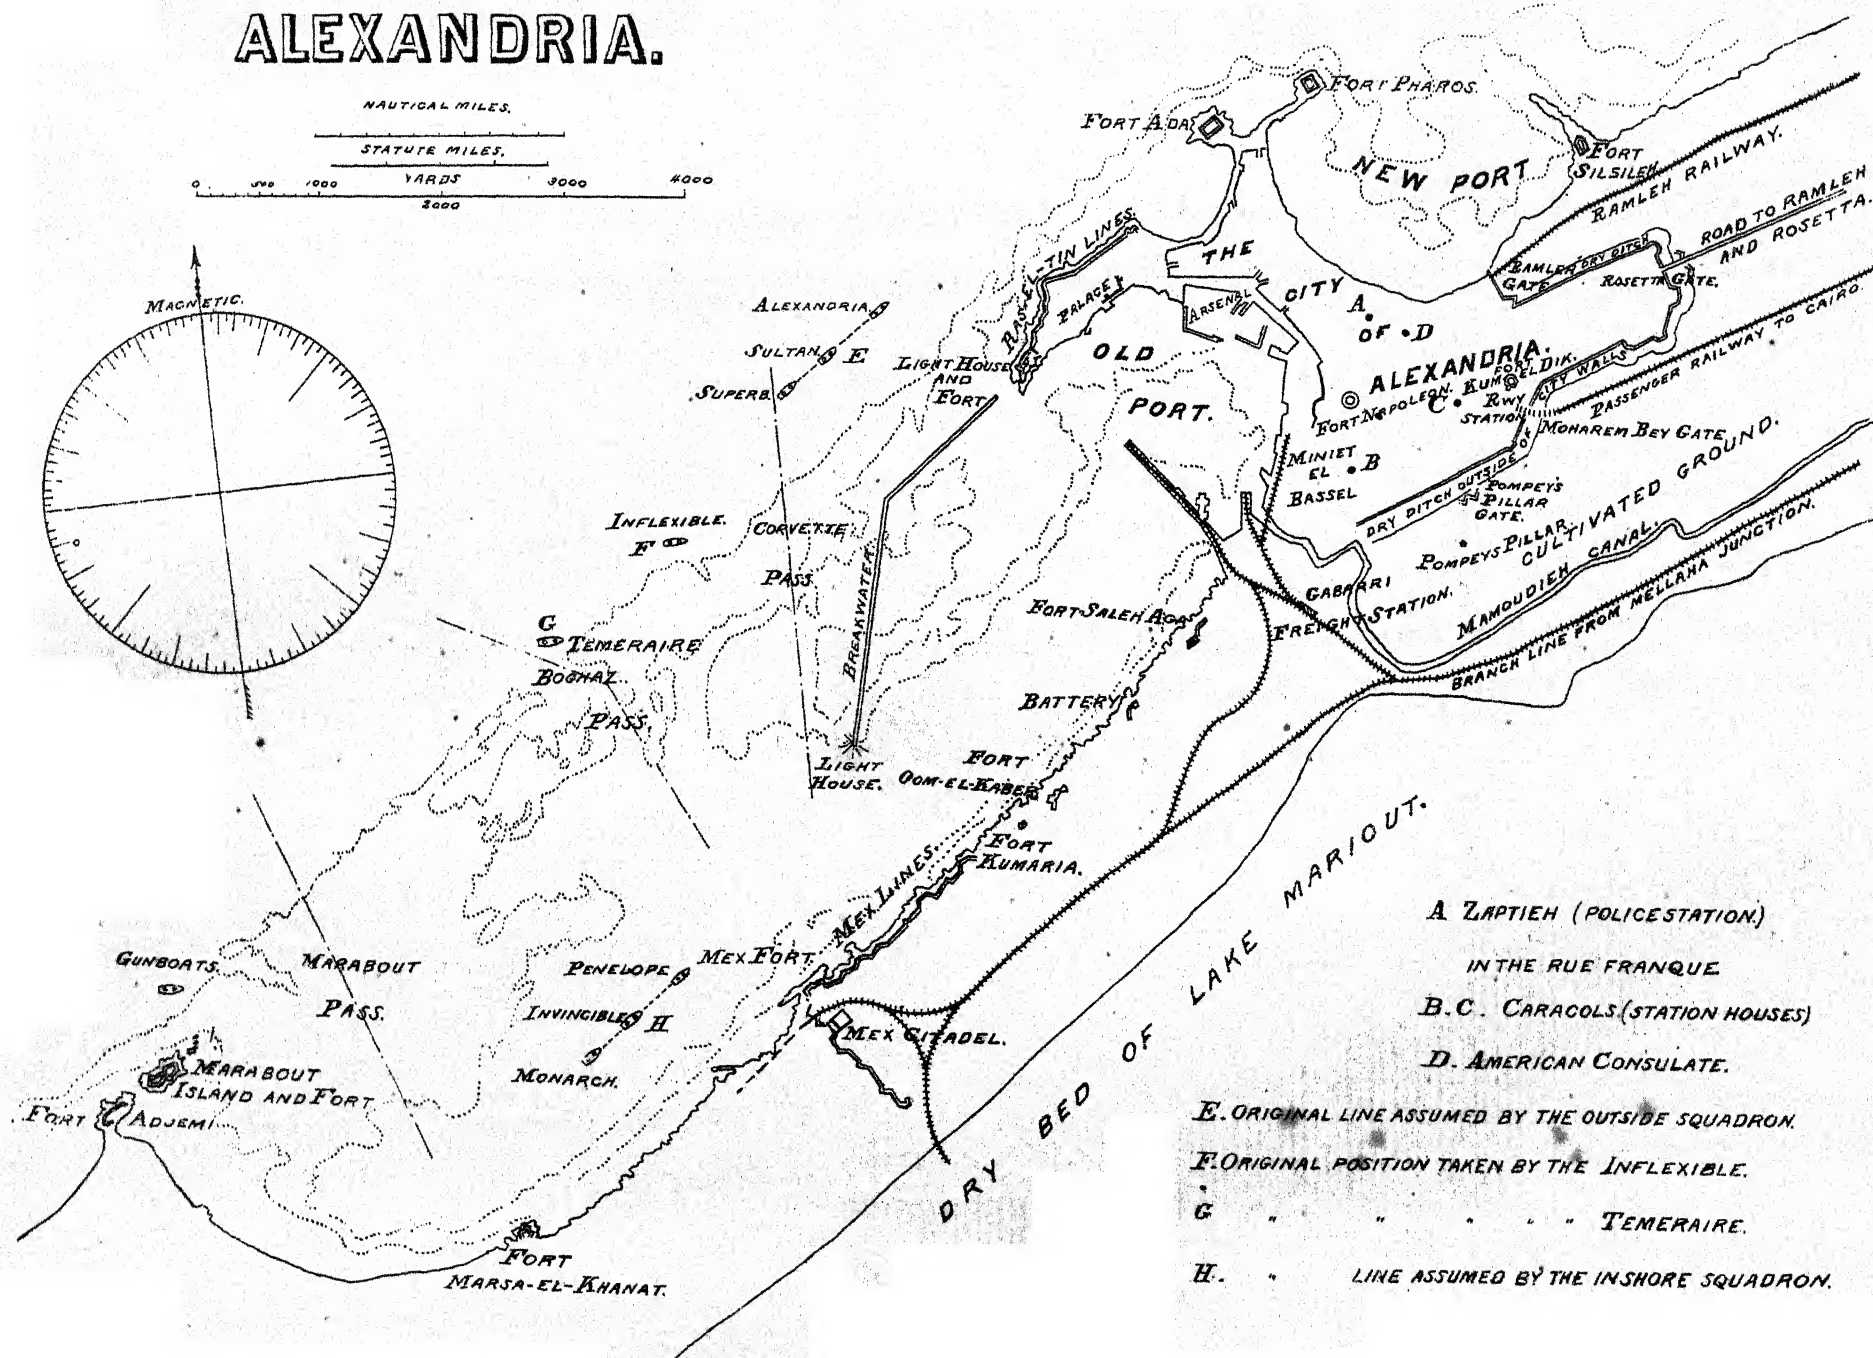 ALEXANDRIA.
NAUTICAL MILES.
STATUTE MILES.
YARDS
0 500 1000 3000 4000
2000
MAGNETIC.
FORT PHAROS.
FORT ADA
NEW PORT
FORT
SILSILEH
RAMLEH RAILWAY.
ROAD TO RAMLEH
AND ROSETTA.
RAMLEH
GATE
DRY DITCH
ROSETTA GATE.
RAS-EL-TIN LINES.
THE
CITY
OF
ALEXANDRIA.
PALACE
ARSENAL
A
D
ALEXANDRIA
SULTAN E
SUPERB.
LIGHT HOUSE
AND
FORT
OLD
PORT.
FORT NAPOLEON.
FORT
KUM EL DIK.
C
RWY
STATION
CITY WALLS
PASSENGER RAILWAY TO CAIRO.
MOHAREM BEY GATE
MINIET
EL
BASSEL
B
DRY DITCH OUTSIDE
POMPEY'S
PILLAR
GATE.
POMPEYS PILLAR.
CULTIVATED GROUND.
INFLEXIBLE.
F
CORVETTE
PASS
BREAKWATER
G
TEMERAIRE
BOGHAZ
PASS.
FORT SALEH AGA
GABARRI
FREIGHT STATION.
MAMOUDIEH CANAL.
BRANCH LINE FROM MELLAHA JUNCTION.
BATTERY
LIGHT
HOUSE.
FORT
OOM-EL-KABEB
FORT
KUMARIA.
MEX LINES.
MEX FORT.
GUNBOATS.
MARABOUT
PASS.
PENELOPE
INVINCIBLE H
MONARCH.
MEX CITADEL.
MARABOUT
ISLAND AND FORT
FORT ADJEMI
FORT
MARSA-EL-KHANAT.
DRY BED OF LAKE MARIOUT.
A ZAPTIEH (POLICE STATION.)
IN THE RUE FRANQUE
B.C. CARACOLS (STATION HOUSES)
D. AMERICAN CONSULATE.
E. ORIGINAL LINE ASSUMED BY THE OUTSIDE SQUADRON.
F. ORIGINAL POSITION TAKEN BY THE INFLEXIBLE.
G " " " " " TEMERAIRE.
H. " LINE ASSUMED BY THE INSHORE SQUADRON.